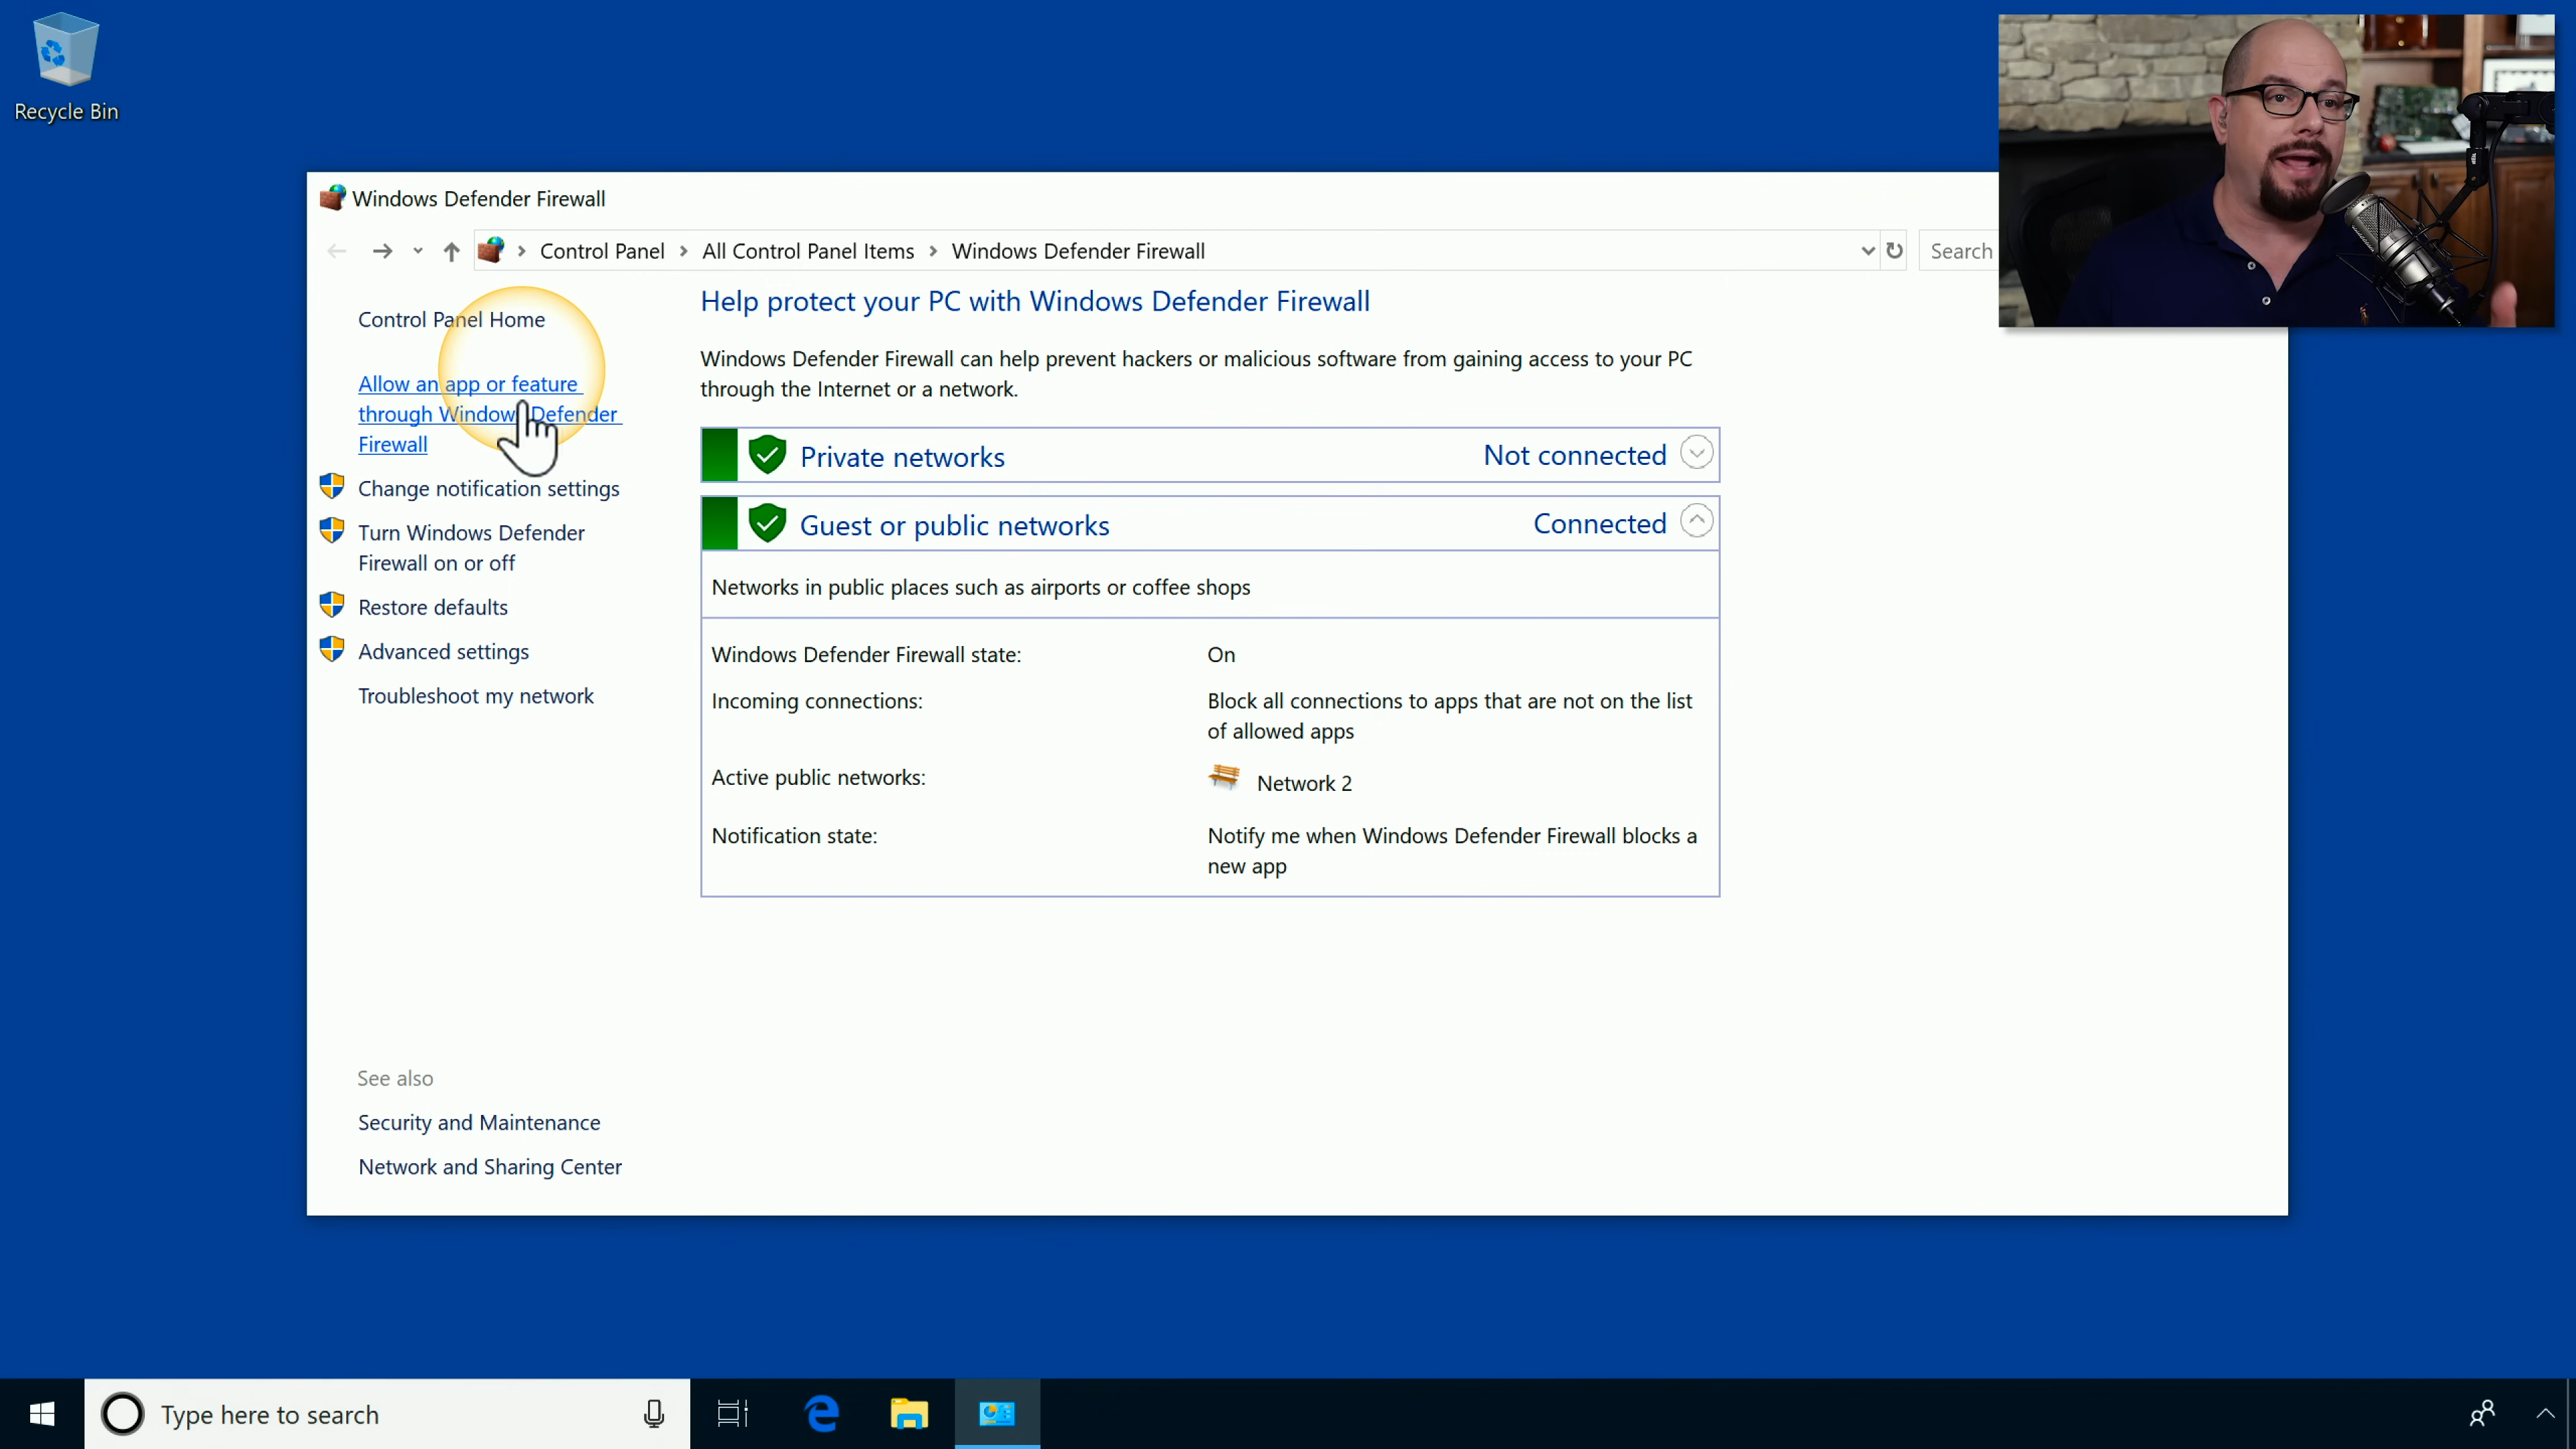 Recycle Bin
Windows Defender Firewall
Control Panel
All Control Panel Items
Windows Defender Firewall
Search
Control Panel Home
Allow an app or feature
through Windows Defender
Firewall
Change notification settings
Turn Windows Defender
Firewall on or off
Restore defaults
Advanced settings
Troubleshoot my network
See also
Security and Maintenance
Network and Sharing Center
Help protect your PC with Windows Defender Firewall
Windows Defender Firewall can help prevent hackers or malicious software from gaining access to your PC
through the Internet or a network.
Private networks Not connected
Guest or public networks Connected
Networks in public places such as airports or coffee shops
Windows Defender Firewall state: On
Incoming connections: Block all connections to apps that are not on the list
of allowed apps
Active public networks: Network 2
Notification state: Notify me when Windows Defender Firewall blocks a
new app
Type here to search